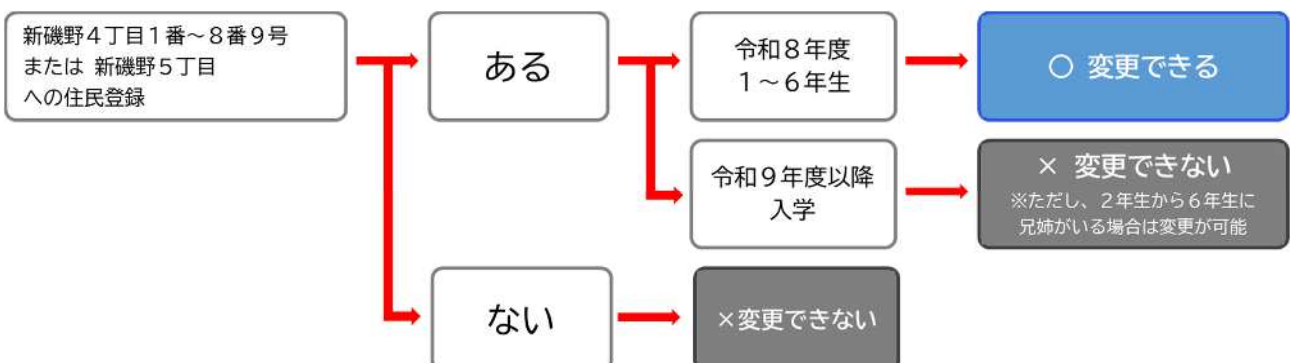 新磯野４丁目１番～８番９号
または 新磯野５丁目
への住民登録
ある
令和８年度
１～６年生
○ 変更できる
令和９年度以降
入学
× 変更できない
※ただし、２年生から６年生に
兄姉がいる場合は変更が可能
ない
×変更できない